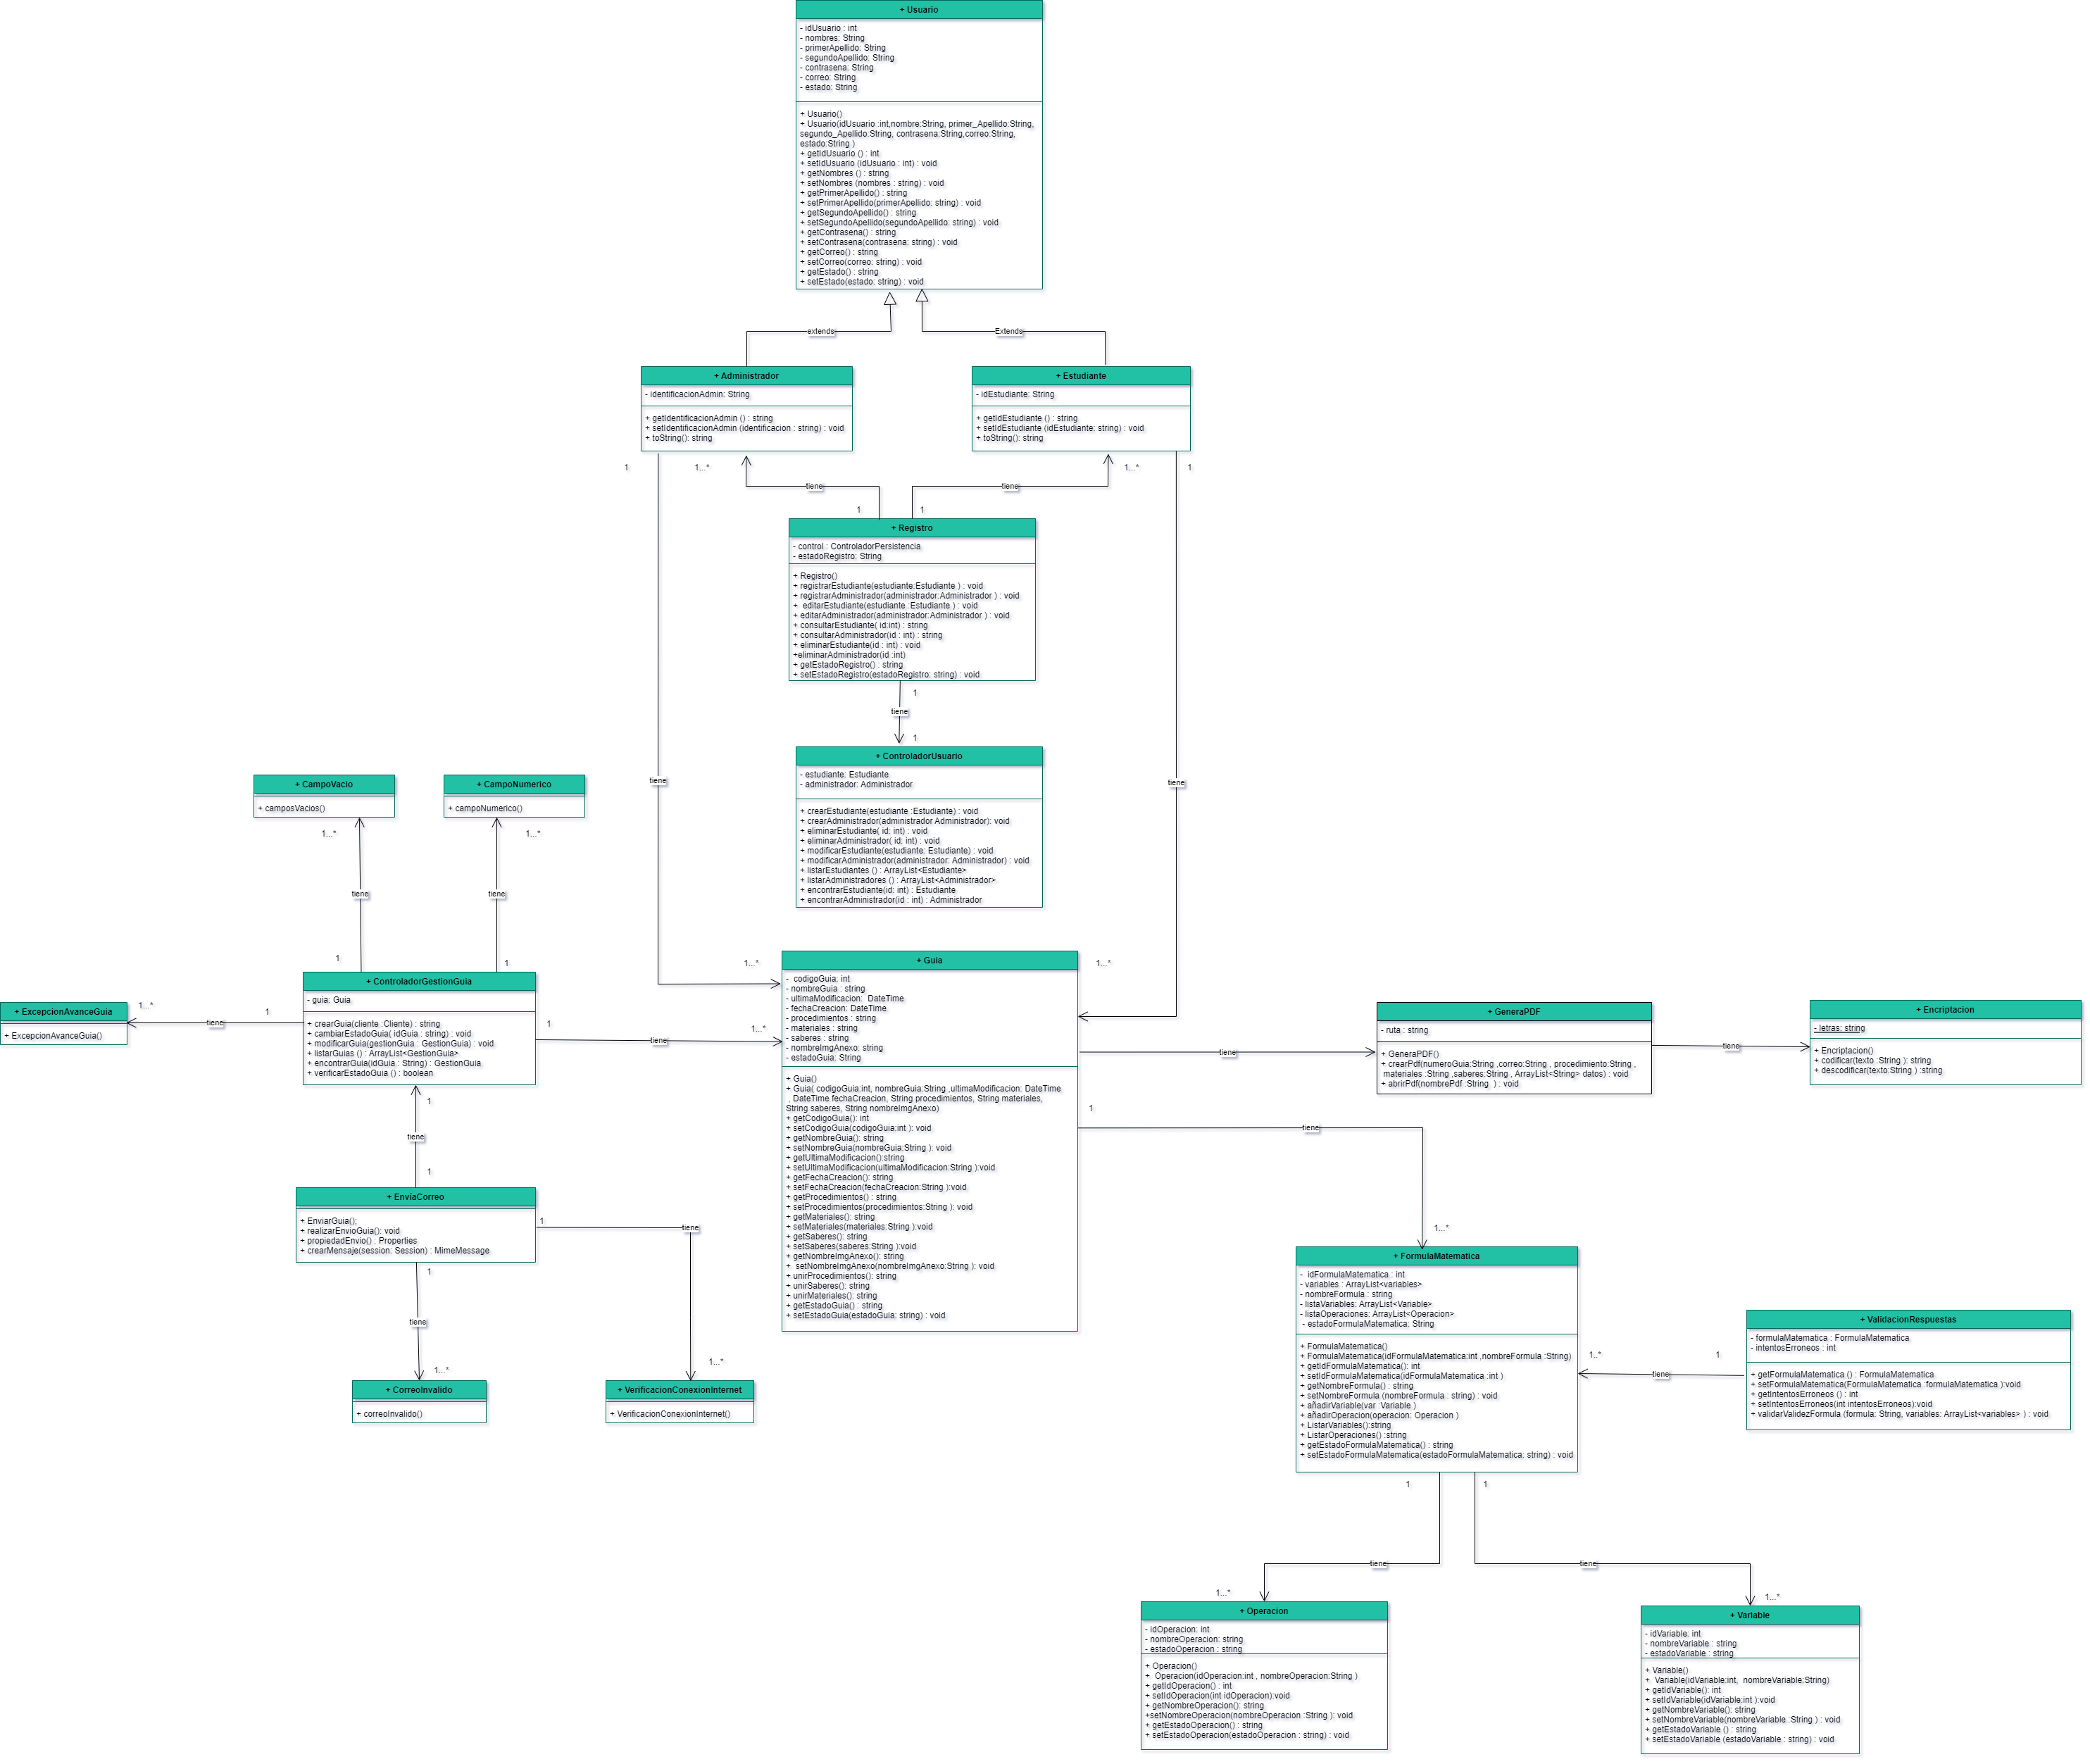 + Usuario
- idUsuario : int
- nombres: String
- primerApellido: String
- segundoApellido: String
- contrasena: String
- correo: String
- estado: String
+ Usuario()
+ Usuario(idUsuario :int,nombre:String, primer_Apellido:String,
segundo_Apellido:String, contrasena:String,correo:String,
estado:String )
+ getIdUsuario () : int
+ setIdUsuario (idUsuario : int) : void
+ getNombres () : string
+ setNombres (nombres : string) : void
+ getPrimerApellido() : string
+ setPrimerApellido(primerApellido: string) : void
+ getSegundoApellido() : string
+ setSegundoApellido(segundoApellido: string) : void
+ getContrasena() : string
+ setContrasena(contrasena: string) : void
+ getCorreo() : string
+ setCorreo(correo: string) : void
+ getEstado() : string
+ setEstado(estado: string) : void
extends
Extends
+ Administrador
- identificacionAdmin: String
+ getIdentificacionAdmin () : string
+ setIdentificacionAdmin (identificacion : string) : void
+ toString(): string
+ Estudiante
- idEstudiante: String
+ getIdEstudiante () : string
+ setIdEstudiante (idEstudiante: string) : void
+ toString(): string
1
1...*
1...*
1
tiene
tiene
1
1
+ Registro
- control : ControladorPersistencia
- estadoRegistro: String
+ Registro()
+ registrarEstudiante(estudiante:Estudiante ) : void
+ registrarAdministrador(administrador:Administrador ) : void
+ editarEstudiante(estudiante :Estudiante ) : void
+ editarAdministrador(administrador:Administrador ) : void
+ consultarEstudiante( id:int) : string
+ consultarAdministrador(id : int) : string
+ eliminarEstudiante(id : int) : void
+eliminarAdministrador(id :int)
+ getEstadoRegistro() : string
+ setEstadoRegistro(estadoRegistro: string) : void
1
tiene
1
+ ControladorUsuario
- estudiante: Estudiante
- administrador: Administrador
+ crearEstudiante(estudiante :Estudiante) : void
+ crearAdministrador(administrador Administrador): void
+ eliminarEstudiante( id: int) : void
+ eliminarAdministrador( id: int) : void
+ modificarEstudiante(estudiante: Estudiante) : void
+ modificarAdministrador(administrador: Administrador) : void
+ listarEstudiantes () : ArrayList<Estudiante>
+ listarAdministradores () : ArrayList<Administrador>
+ encontrarEstudiante(id: int) : Estudiante
+ encontrarAdministrador(id : int) : Administrador
tiene
tiene
+ CampoVacio
+ camposVacios()
+ CampoNumerico
+ campoNumerico()
1...*
1...*
tiene
tiene
1
1
+ ControladorGestionGuia
- guia: Guia
+ crearGuia(cliente :Cliente) : string
+ cambiarEstadoGuia( idGuia : string) : void
+ modificarGuia(gestionGuia : GestionGuia) : void
+ listarGuias () : ArrayList<GestionGuia>
+ encontrarGuia(idGuia : String) : GestionGuia
+ verificarEstadoGuia () : boolean
+ ExcepcionAvanceGuia
+ ExcepcionAvanceGuia()
1...*
tiene
1
1
tiene
1...*
1...*
1...*
+ Guia
- codigoGuia: int
- nombreGuia : string
- ultimaModificacion: DateTime
- fechaCreacion: DateTime
- procedimientos : string
- materiales : string
- saberes : string
- nombreImgAnexo: string
- estadoGuia: String
+ Guia()
+ Guia( codigoGuia:int, nombreGuia:String ,ultimaModificacion: DateTime
, DateTime fechaCreacion, String procedimientos, String materiales,
String saberes, String nombreImgAnexo)
+ getCodigoGuia(): int
+ setCodigoGuia(codigoGuia:int ): void
+ getNombreGuia(): string
+ setNombreGuia(nombreGuia:String ): void
+ getUltimaModificacion():string
+ setUltimaModificacion(ultimaModificacion:String ):void
+ getFechaCreacion(): string
+ setFechaCreacion(fechaCreacion:String ):void
+ getProcedimientos() : string
+ setProcedimientos(procedimientos:String ): void
+ getMateriales(): string
+ setMateriales(materiales:String ):void
+ getSaberes(): string
+ setSaberes(saberes:String ):void
+ getNombreImgAnexo(): string
+ setNombreImgAnexo(nombreImgAnexo:String ): void
+ unirProcedimientos(): string
+ unirSaberes(): string
+ unirMateriales(): string
+ getEstadoGuia() : string
+ setEstadoGuia(estadoGuia: string) : void
tiene
+ GeneraPDF
- ruta : string
+ GeneraPDF()
+ crearPdf(numeroGuia:String ,correo:String , procedimiento:String ,
materiales :String ,saberes:String , ArrayList<String> datos) : void
+ abrirPdf(nombrePdf :String ) : void
tiene
+ Encriptacion
- letras: string
+ Encriptacion()
+ codificar(texto :String ): string
+ descodificar(texto:String ) :string
1
tiene
1
+ EnvíaCorreo
+ EnviarGuia();
+ realizarEnvioGuia(): void
+ propiedadEnvio() : Properties
+ crearMensaje(session: Session) : MimeMessage
1
tiene
1...*
1
tiene
1...*
+ CorreoInvalido
+ correoInvalido()
+ VerificacionConexionInternet
+ VerificacionConexionInternet()
1
tiene
1...*
+ FormulaMatematica
- idFormulaMatematica : int
- variables : ArrayList<variables>
- nombreFormula : string
- listaVariables: ArrayList<Variable>
- listaOperaciones: ArrayList<Operacion>
- estadoFormulaMatematica: String
+ FormulaMatematica()
+ FormulaMatematica(idFormulaMatematica:int ,nombreFormula :String)
+ getIdFormulaMatematica(): int
+ setIdFormulaMatematica(idFormulaMatematica :int )
+ getNombreFormula() : string
+ setNombreFormula (nombreFormula : string) : void
+ añadirVariable(var :Variable )
+ añadirOperacion(operacion: Operacion )
+ ListarVariables():string
+ ListarOperaciones() :string
+ getEstadoFormulaMatematica() : string
+ setEstadoFormulaMatematica(estadoFormulaMatematica: string) : void
1..*
tiene
1
+ ValidacionRespuestas
- formulaMatematica : FormulaMatematica
- intentosErroneos : int
+ getFormulaMatematica () : FormulaMatematica
+ setFormulaMatematica(FormulaMatematica :formulaMatematica ):void
+ getIntentosErroneos () : int
+ setIntentosErroneos(int intentosErroneos):void
+ validarValidezFormula (formula: String, variables: ArrayList<variables> ) : void
1
1
tiene
tiene
1...*
1...*
+ Operacion
- idOperacion: int
- nombreOperacion: string
- estadoOperacion : string
+ Operacion()
+ Operacion(idOperacion:int , nombreOperacion:String )
+ getIdOperacion() : int
+ setIdOperacion(int idOperacion):void
+ getNombreOperacion(): string
+setNombreOperacion(nombreOperacion :String ): void
+ getEstadoOperacion() : string
+ setEstadoOperacion(estadoOperacion : string) : void
+ Variable
- idVariable: int
- nombreVariable : string
- estadoVariable : string
+ Variable()
+ Variable(idVariable:int, nombreVariable:String)
+ getIdVariable(): int
+ setIdVariable(idVariable:int ):void
+ getNombreVariable(): string
+ setNombreVariable(nombreVariable :String ) : void
+ getEstadoVariable () : string
+ setEstadoVariable (estadoVariable : string) : void